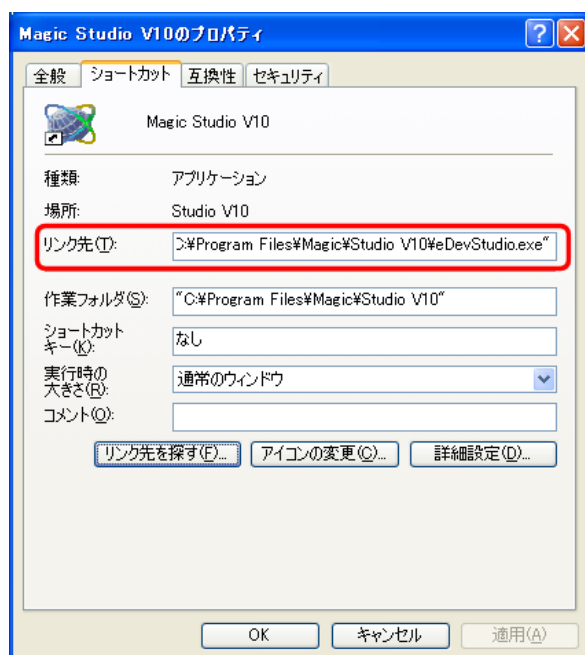 Magic Studio V10のプロパティ
全般 ショートカット 互換性 セキュリティ
Magic Studio V10
種類: アプリケーション
場所: Studio V10
リンク先(T): C:¥Program Files¥Magic¥Studio V10¥eDevStudio.exe"
作業フォルダ(S): "C:¥Program Files¥Magic¥Studio V10"
ショートカット
キー(K): なし
実行時の
大きさ(R): 通常のウィンドウ
コメント(O):
リンク先を探す(F)... アイコンの変更(C)... 詳細設定(D)...
OK キャンセル 適用(A)